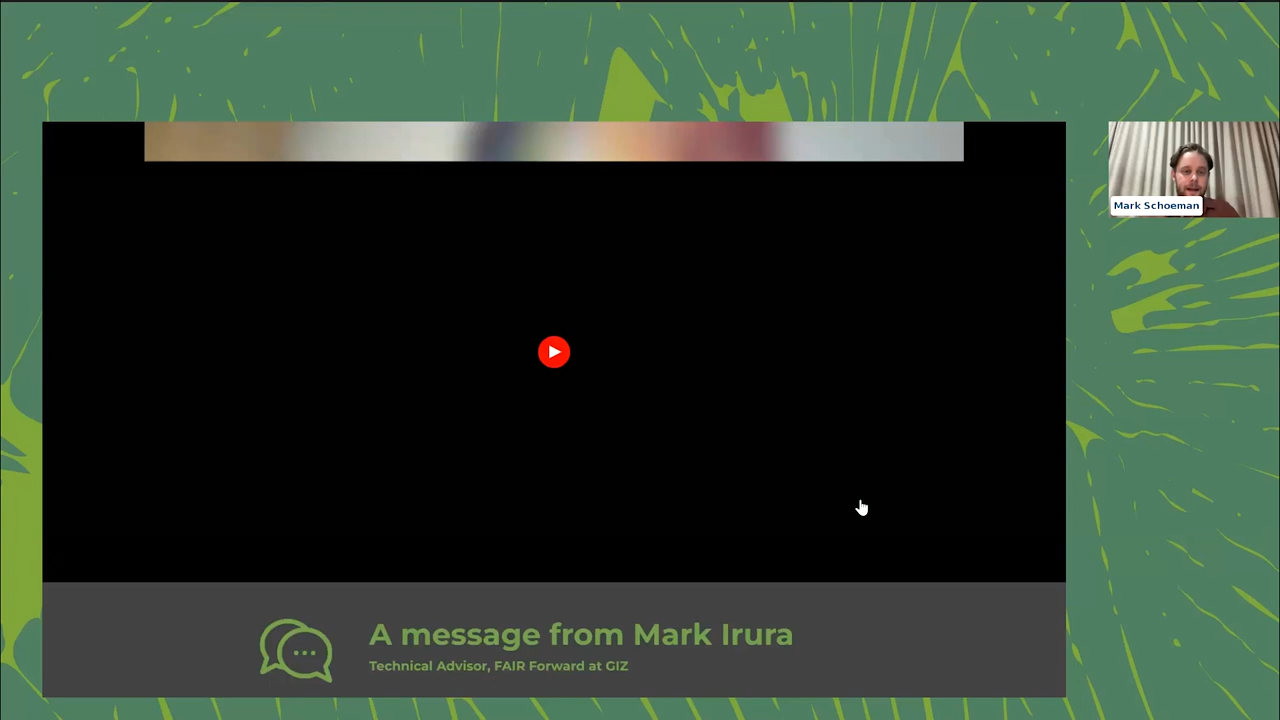 Mark Schoeman
A message from Mark Irura
Technical Advisor, FAIR Forward at GIZ